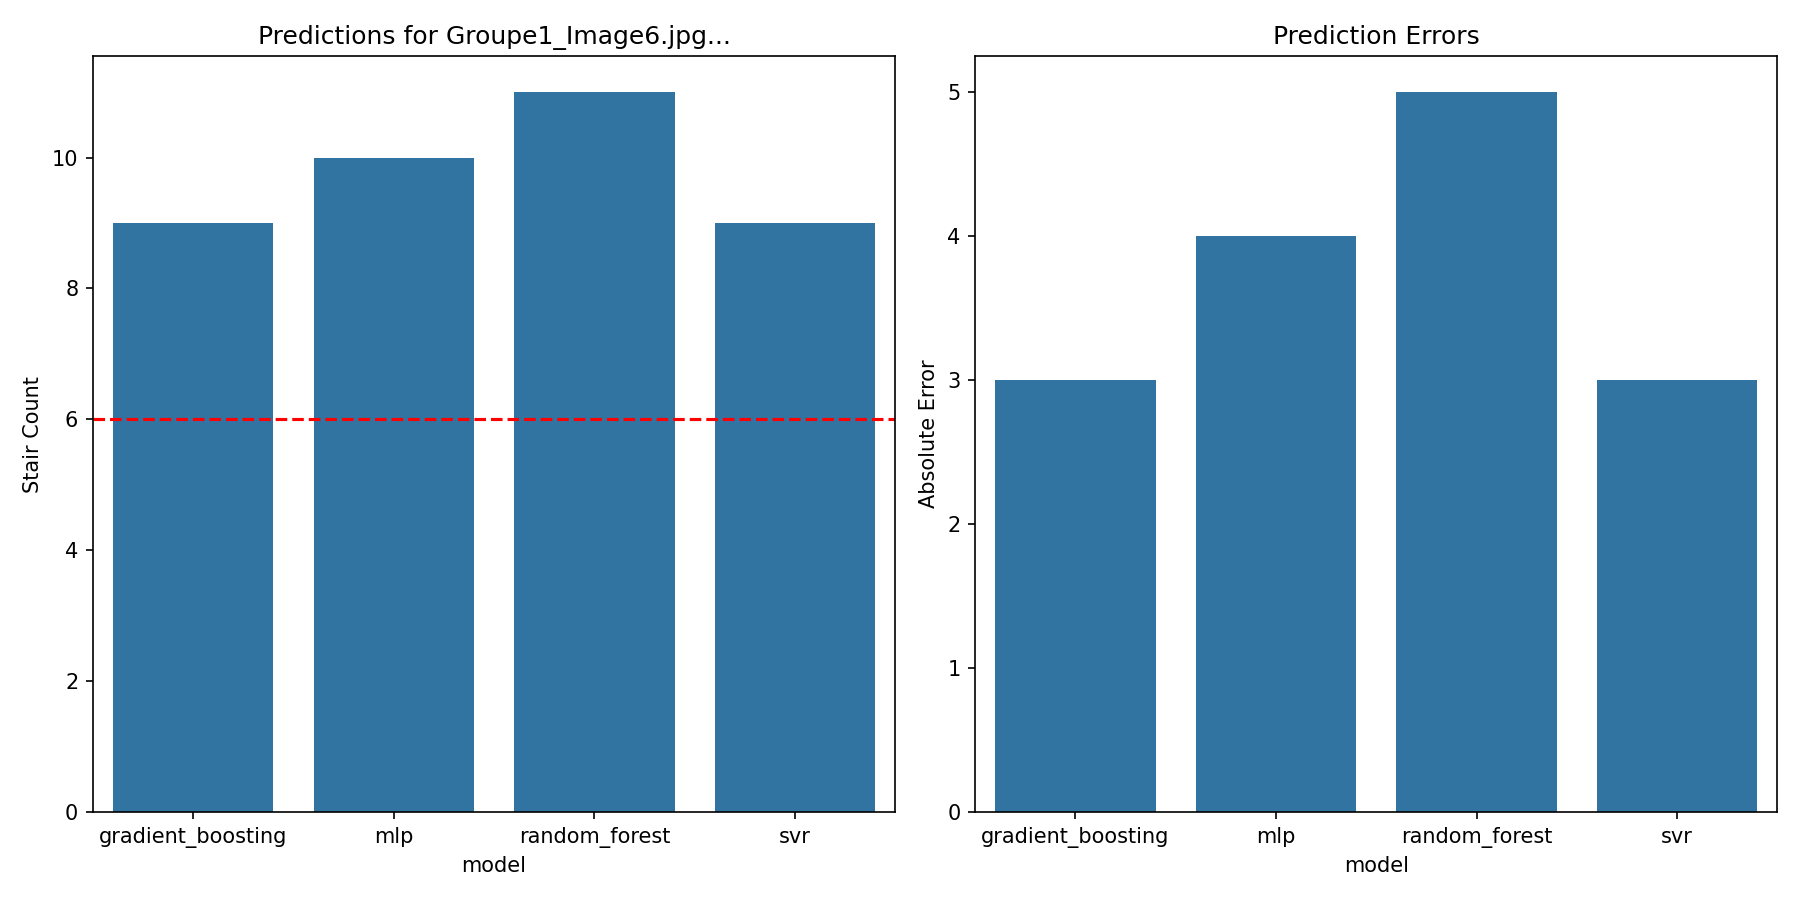 Predictions for Groupe1_Image6.jpg...
Stair Count
10
8
6
4
2
0
gradient_boosting mlp random_forest svr
model
Prediction Errors
Absolute Error
5
4
3
2
1
0
gradient_boosting mlp random_forest svr
model